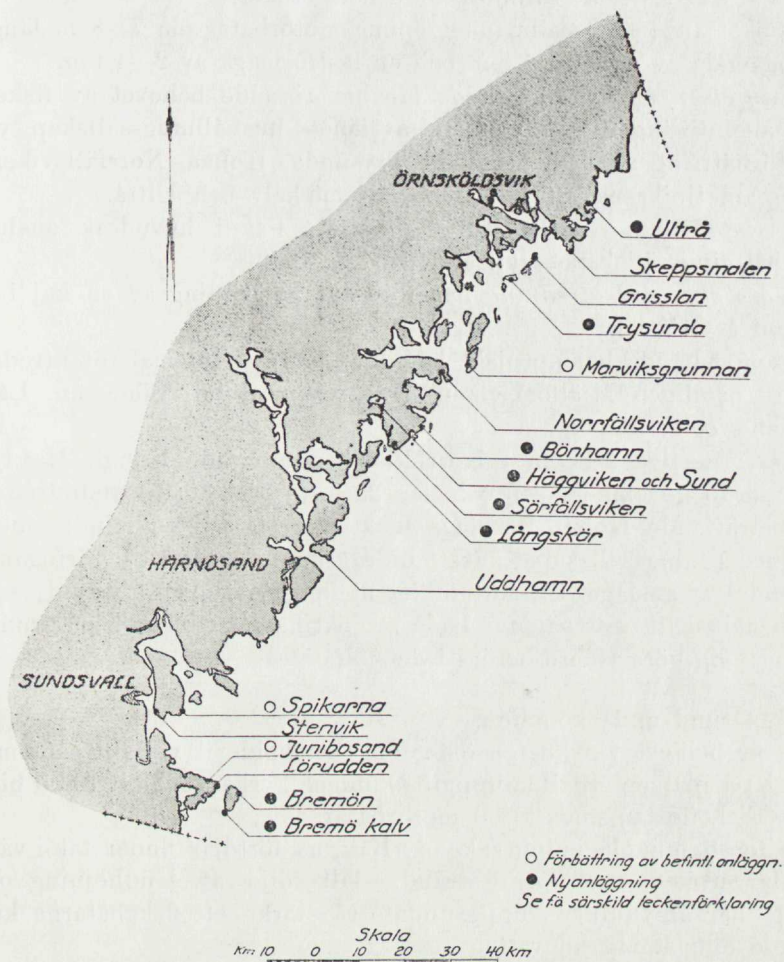 ÖRNSKÖLDSVIK
Ultrå
Skeppsmalen
Grisslan
Trysunda
Marviksgrunnan
Norrfällsviken
Bönhamn
Häggviken och Sund
Sörfällsviken
Långskär
HÄRNÖSAND
Uddhamn
SUNDSVALL
Spikarna
Stenvik
Junibosand
Lörudden
Bremön
Bremö kalv
Förbättring av befintl. anläggn.
Nyanläggning
Se f.ö. särskild teckenförklaring
Skala
Km 10 0 10 20 30 40 km